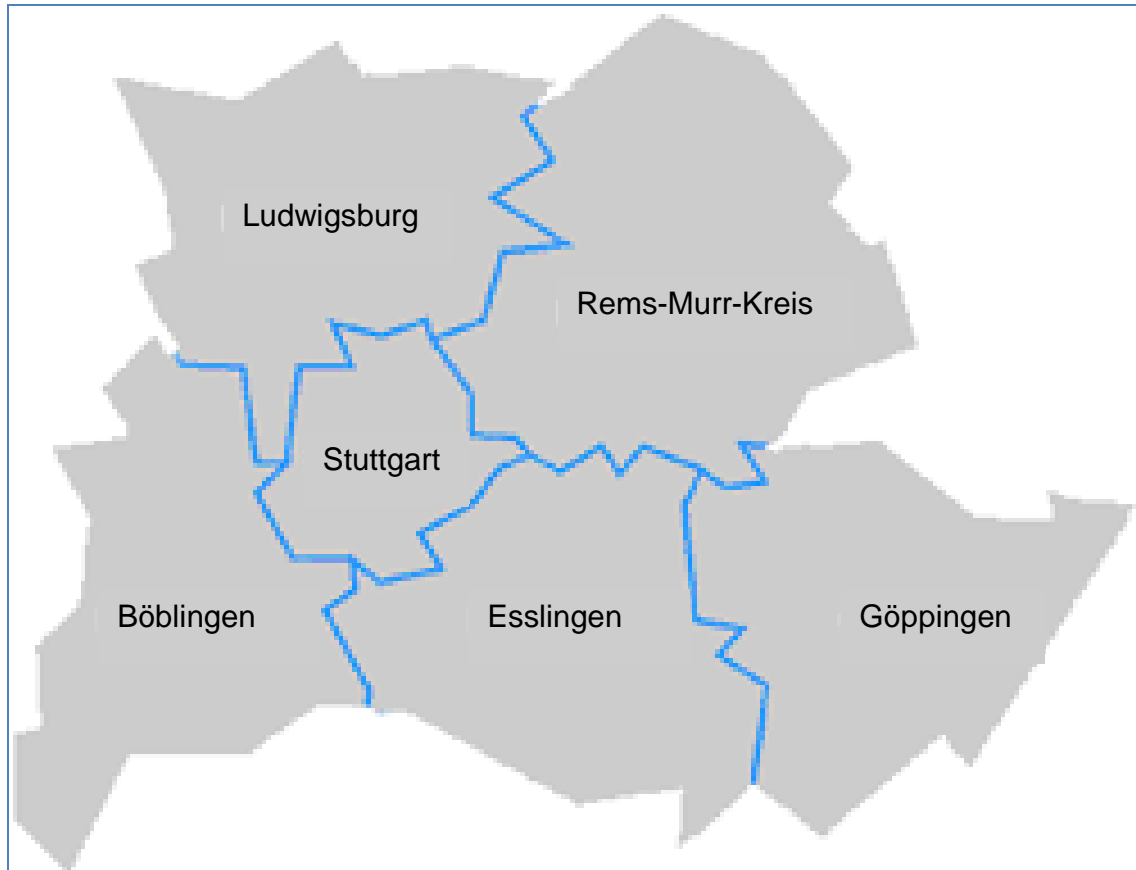 Ludwigsburg
Rems-Murr-Kreis
Stuttgart
Böblingen
Esslingen
Göppingen